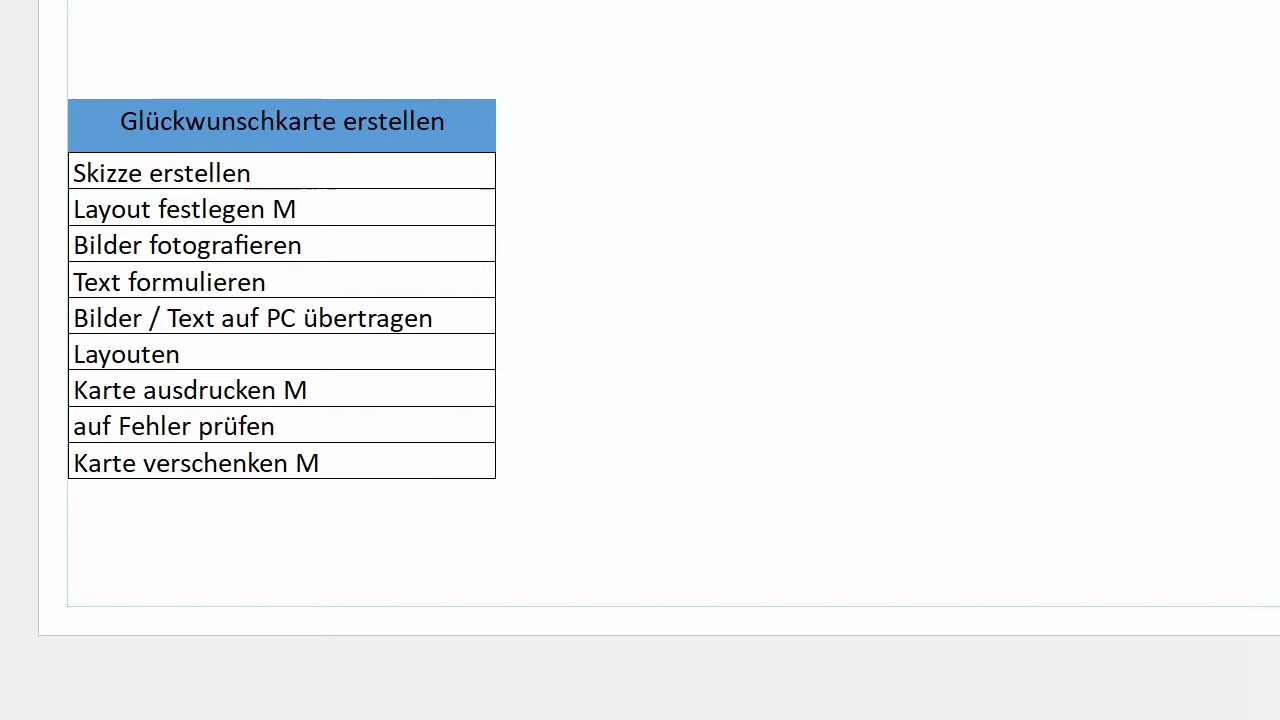 Glückwunschkarte erstellen
Skizze erstellen
Layout festlegen M
Bilder fotografieren
Text formulieren
Bilder / Text auf PC übertragen
Layouten
Karte ausdrucken M
auf Fehler prüfen
Karte verschenken M